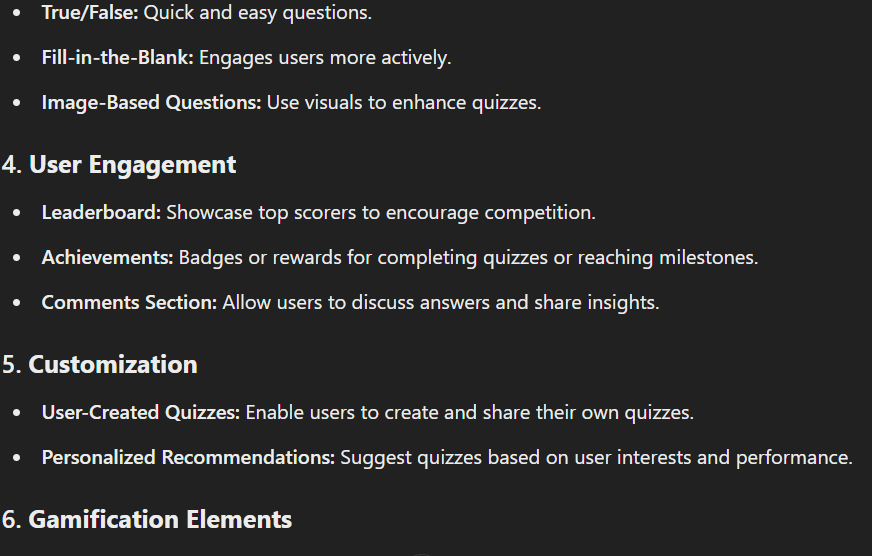 • True/False: Quick and easy questions.
• Fill-in-the-Blank: Engages users more actively.
• Image-Based Questions: Use visuals to enhance quizzes.
4. User Engagement
• Leaderboard: Showcase top scorers to encourage competition.
• Achievements: Badges or rewards for completing quizzes or reaching milestones.
• Comments Section: Allow users to discuss answers and share insights.
5. Customization
• User-Created Quizzes: Enable users to create and share their own quizzes.
• Personalized Recommendations: Suggest quizzes based on user interests and performance.
6. Gamification Elements